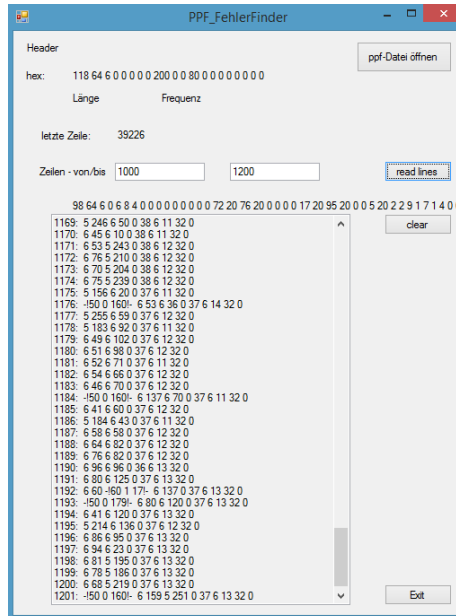 PPF_FehlerFinder
Header
ppf-Datei öffnen
hex: 118 64 6 0 0 0 0 0 200 0 0 80 0 0 0 0 0 0 0 0 0
Länge Frequenz
letzte Zeile: 39226
Zeilen - von/bis 1000 1200 read lines
98 64 6 0 6 8 4 0 0 0 0 0 0 0 0 0 0 72 20 76 20 0 0 0 0 17 20 95 20 0 0 5 20 2 2 9 1 7 1 4 0
clear
1169: 5 246 6 50 0 38 6 11 32 0
1170: 6 45 6 10 0 38 6 11 32 0
1171: 6 53 5 243 0 38 6 12 32 0
1172: 6 76 5 210 0 38 6 12 32 0
1173: 6 70 5 204 0 38 6 12 32 0
1174: 6 75 5 239 0 38 6 12 32 0
1175: 5 156 6 20 0 37 6 11 32 0
1176: -!50 0 160!- 6 53 6 36 0 37 6 14 32 0
1177: 5 255 6 59 0 37 6 12 32 0
1178: 5 183 6 92 0 37 6 11 32 0
1179: 6 49 6 102 0 37 6 12 32 0
1180: 6 51 6 98 0 37 6 12 32 0
1181: 6 52 6 71 0 37 6 11 32 0
1182: 6 54 6 66 0 37 6 12 32 0
1183: 6 46 6 70 0 37 6 12 32 0
1184: -!50 0 160!- 6 137 6 70 0 37 6 11 32 0
1185: 6 41 6 60 0 37 6 12 32 0
1186: 5 184 6 43 0 37 6 11 32 0
1187: 6 58 6 58 0 37 6 12 32 0
1188: 6 64 6 82 0 37 6 12 32 0
1189: 6 76 6 82 0 37 6 12 32 0
1190: 6 96 6 96 0 36 6 13 32 0
1191: 6 80 6 125 0 37 6 13 32 0
1192: 6 60 -!60 1 17!- 6 137 0 37 6 13 32 0
1193: -!50 0 179!- 6 80 6 120 0 37 6 13 32 0
1194: 6 41 6 120 0 37 6 13 32 0
1195: 5 214 6 136 0 37 6 12 32 0
1196: 6 86 6 95 0 37 6 13 32 0
1197: 6 94 6 23 0 37 6 13 32 0
1198: 6 81 5 195 0 37 6 13 32 0
1199: 6 78 5 186 0 37 6 13 32 0
1200: 6 68 5 219 0 37 6 13 32 0
1201: -!50 0 160!- 6 159 5 251 0 37 6 13 32 0
Exit